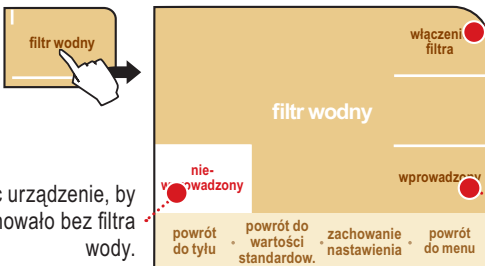 filtr wodny
włączeni
filtra
filtr wodny
nie-
wprowadzony
wprowadzony
urządzenie, by
bez filtra
wody.
powrót
do tyłu
powrót do
wartości
standardow.
zachowanie
nastawienia
powrót
do menu